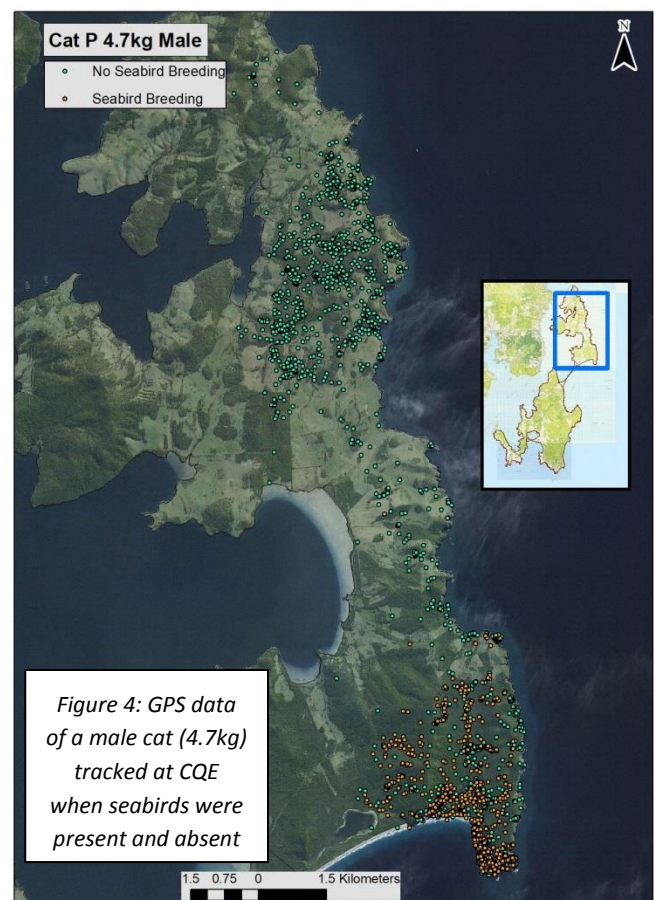 Cat P 4.7kg Male
No Seabird Breeding
Seabird Breeding
N
Figure 4: GPS data
of a male cat (4.7kg)
tracked at CQE
when seabirds were
present and absent
1.5 0.75 0 1.5 Kilometers